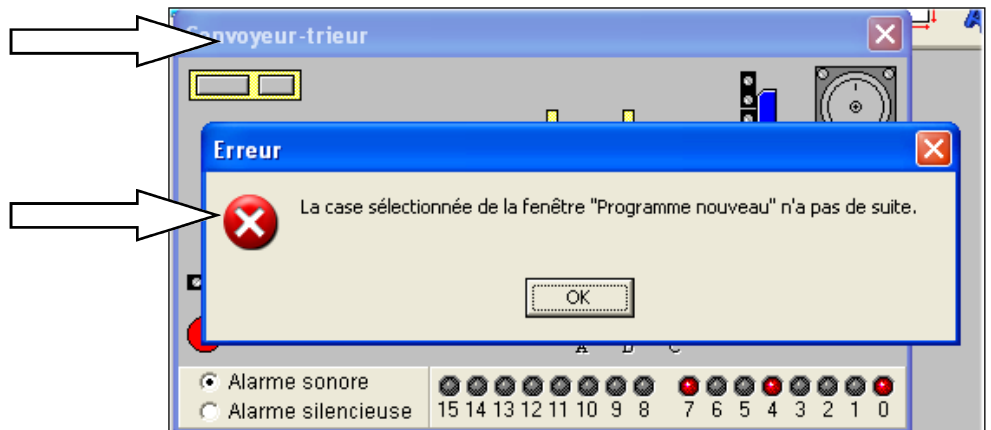 Convoyeur-trieur
Erreur
La case sélectionnée de la fenêtre "Programme nouveau" n'a pas de suite.
OK
Alarme sonore
Alarme silencieuse
15 14 13 12 11 10 9 8 7 6 5 4 3 2 1 0